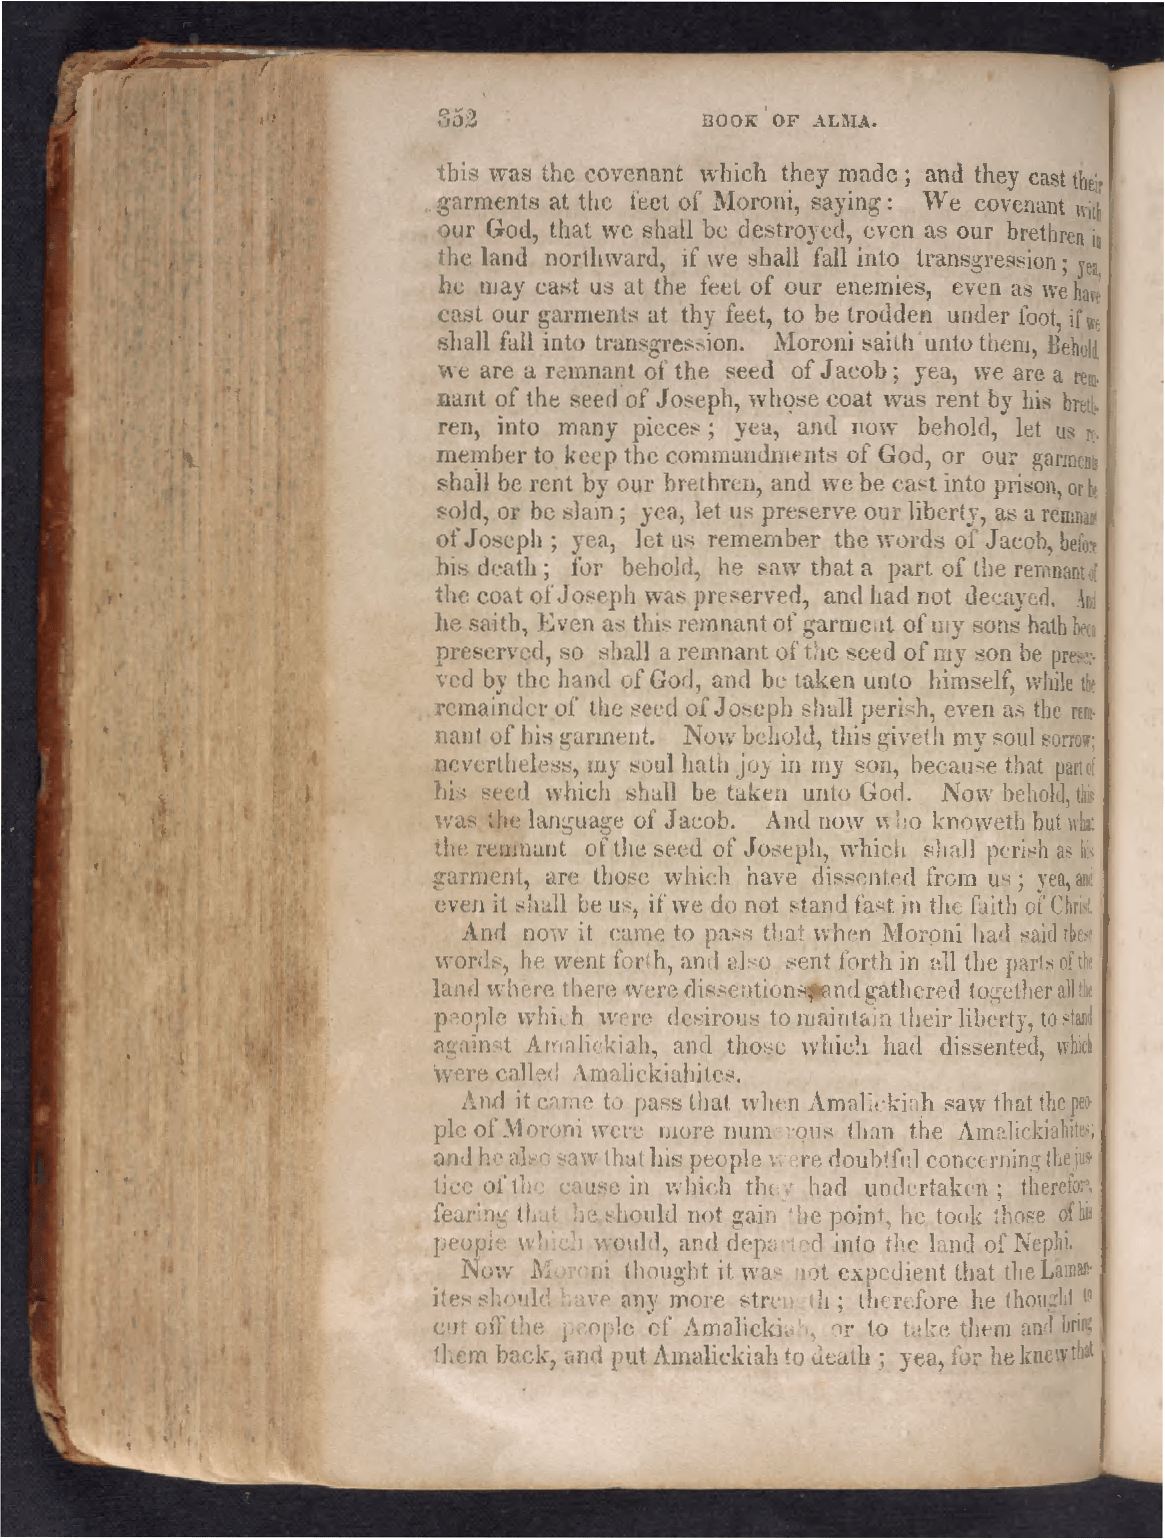 352 BOOK OF ALMA.
this was the covenant which they made; and they cast their
garments at the feet of Moroni, saying: We covenant with
our God, that we shall be destroyed, even as our brethren in
the land northward, if we shall fall into transgression; yea,
he may cast us at the feet of our enemies, even as we have
cast our garments at thy feet, to be trodden under foot, if we
shall fall into transgression. Moroni saith unto them, Behold
we are a remnant of the seed of Jacob; yea, we are a rem-
nant of the seed of Joseph, whose coat was rent by his breth-
ren, into many pieces; yea, and now behold, let us re-
member to keep the commandments of God, or our garments
shall be rent by our brethren, and we be cast into prison, or be
sold, or be slain; yea, let us preserve our liberty, as a remnant
of Joseph; yea, let us remember the words of Jacob, before
his death; for behold, he saw that a part of the remnant of
the coat of Joseph was preserved, and had not decayed. And
he saith, Even as this remnant of garment of my sons hath been
preserved, so shall a remnant of the seed of my son be preser-
ved by the hand of God, and be taken unto himself, while the
remainder of the seed of Joseph shall perish, even as the rem-
nant of his garment. Now behold, this giveth my soul sorrow;
nevertheless, my soul hath joy in my son, because that part of
his seed which shall be taken unto God. Now behold, this
was the language of Jacob. And now who knoweth but what
the remnant of the seed of Joseph, which shall perish as his
garment, are those which have dissented from us; yea, and
even it shall be us, if we do not stand fast in the faith of Christ.
And now it came to pass that when Moroni had said these
words, he went forth, and also sent forth in all the parts of the
land where there were dissentions, and gathered together all the
people which were desirous to maintain their liberty, to stand
against Amalickiah, and those which had dissented, which
were called Amalickiahites.
And it came to pass that when Amalickiah saw that the peo-
ple of Moroni were more numerous than the Amalickiahites;
and he also saw that his people were doubtful concerning the jus-
tice of the cause in which they had undertaken; therefore,
fearing that he should not gain the point, he took those of his
people which would, and departed into the land of Nephi.
Now Moroni thought it was not expedient that the Laman-
ites should have any more strength; therefore he thought to
cut off the people of Amalickiah, or to take them and bring
them back, and put Amalickiah to death; yea, for he knew that